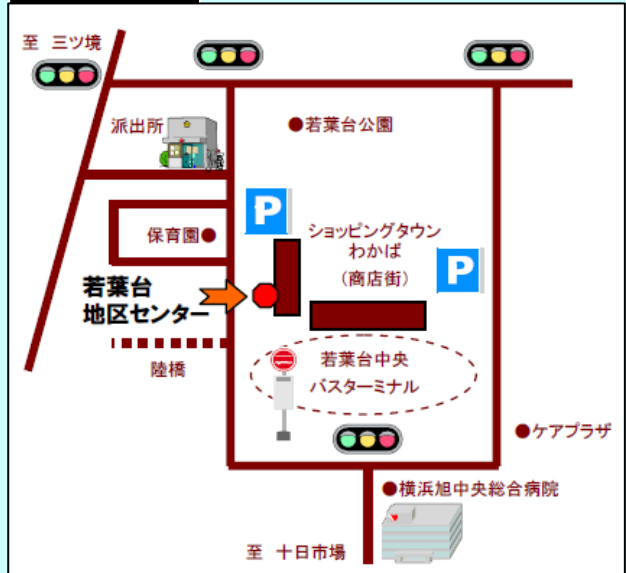 至 三ツ境
派出所
●若葉台公園
P
保育園●
ショッピングタウン
わかば
(商店街)
P
若葉台
地区センター
陸橋
若葉台中央
バスターミナル
●ケアプラザ
●横浜旭中央総合病院
至 十日市場